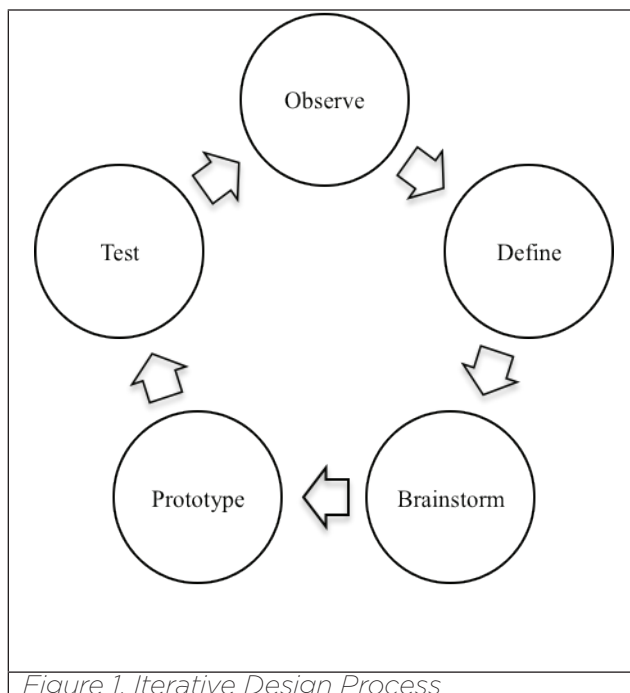 Observe
Test
Define
Prototype
Brainstorm
Figure 1. Iterative Design Process